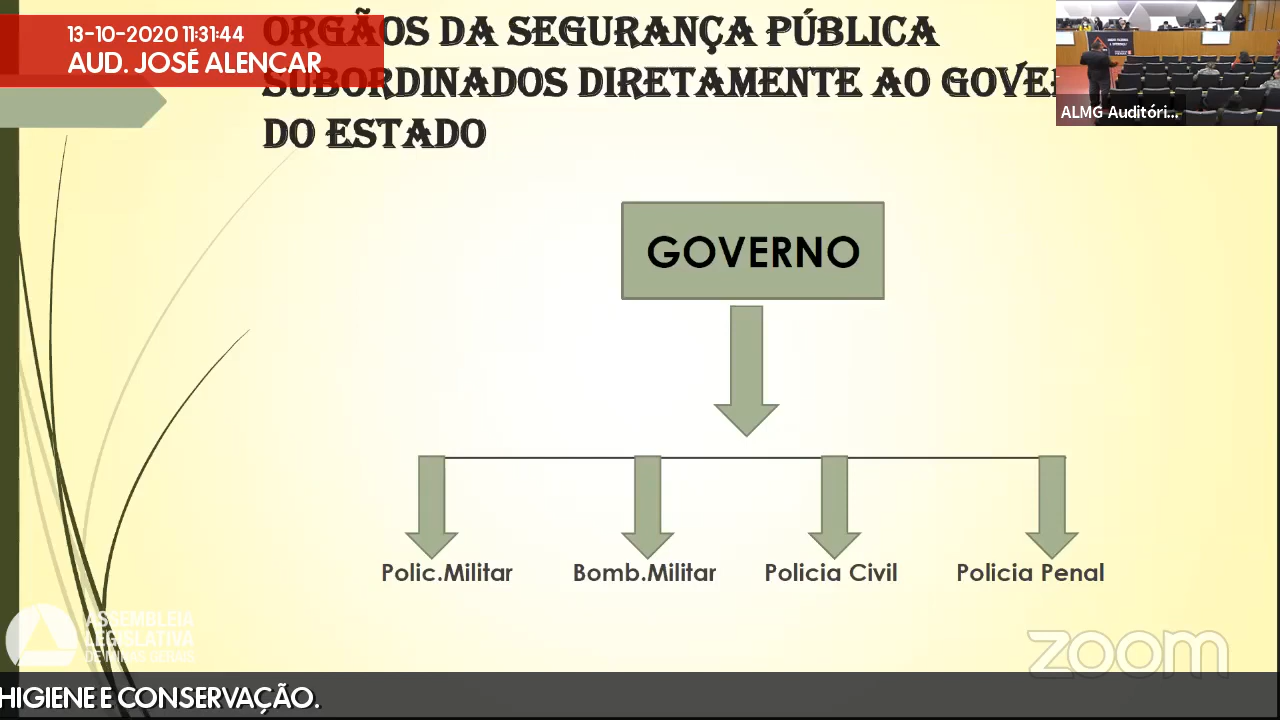 13-10-2020 11:31:44
AUD. JOSÉ ALENCAR
ORGÃOS DA SEGURANÇA PÚBLICA
SUBORDINADOS DIRETAMENTE AO GOVE
DO ESTADO
ALMG Auditóri...
GOVERNO
Polic.Militar
Bomb.Militar
Policia Civil
Policia Penal
ASSEMBLEIA
LEGISLATIVA
DE MINAS GERAIS
zoom
HIGIENE E CONSERVAÇÃO.